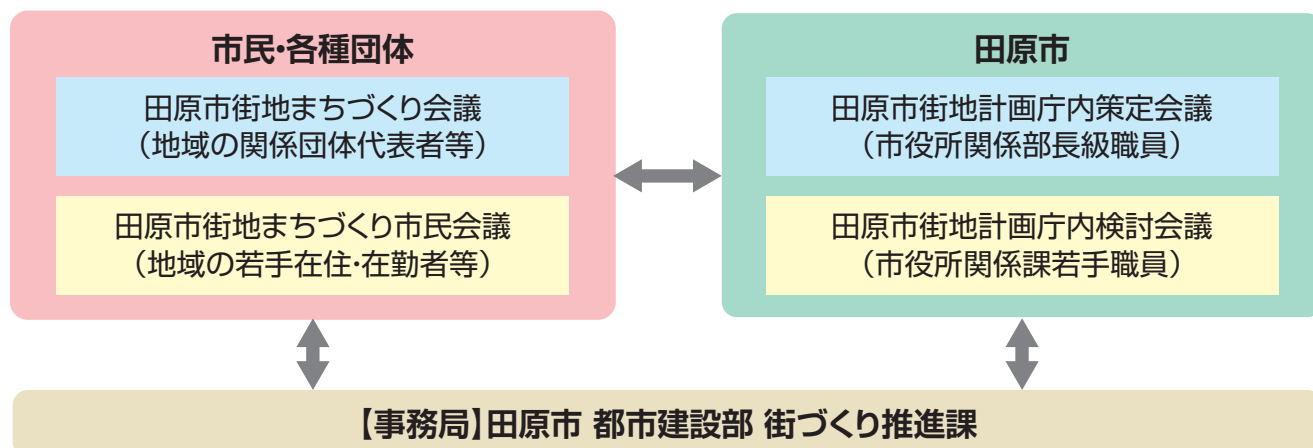 市民・各種団体
田原市街地まちづくり会議
（地域の関係団体代表者等）
田原市街地まちづくり市民会議
（地域の若手在住・在勤者等）
田原市
田原市街地計画庁内策定会議
（市役所関係部長級職員）
田原市街地計画庁内検討会議
（市役所関係課若手職員）
【事務局】田原市 都市建設部 街づくり推進課